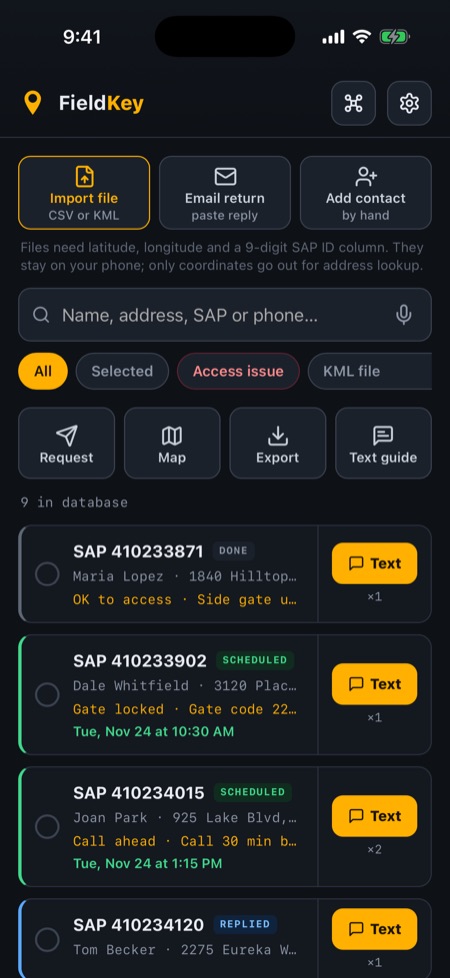 9:41
FieldKey
Import file
CSV or KML
Email return
paste reply
Add contact
by hand
Files need latitude, longitude and a 9-digit SAP ID column. They
stay on your phone; only coordinates go out for address lookup.
Name, address, SAP or phone…
All
Selected
Access issue
KML file
Request
Map
Export
Text guide
9 in database
SAP 410233871 DONE
Maria Lopez · 1840 Hilltop…
OK to access · Side gate u…
Text
×1
SAP 410233902 SCHEDULED
Dale Whitfield · 3120 Plac…
Gate locked · Gate code 22…
Tue, Nov 24 at 10:30 AM
Text
×1
SAP 410234015 SCHEDULED
Joan Park · 925 Lake Blvd,…
Call ahead · Call 30 min b…
Tue, Nov 24 at 1:15 PM
Text
×2
SAP 410234120 REPLIED
Tom Becker · 2275 Eureka W…
Text
×1